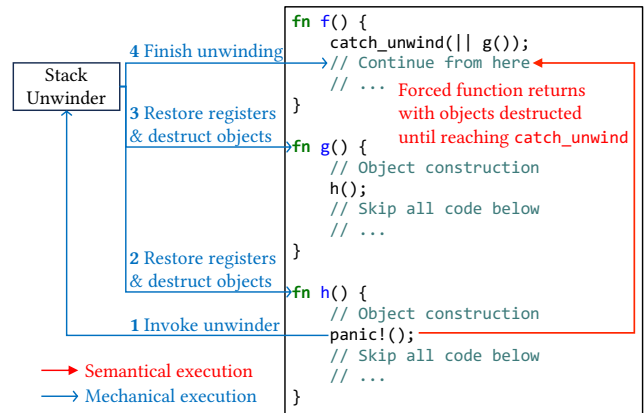 fn f() {
catch_unwind(|| g());
// Continue from here
// ...
}
4 Finish unwinding
Stack
Unwinder
Forced function returns
with objects destructed
until reaching catch_unwind
3 Restore registers
& destruct objects
fn g() {
// Object construction
h();
// Skip all code below
// ...
}
2 Restore registers
& destruct objects
fn h() {
// Object construction
panic!();
// Skip all code below
// ...
}
1 Invoke unwinder
Semantical execution
Mechanical execution